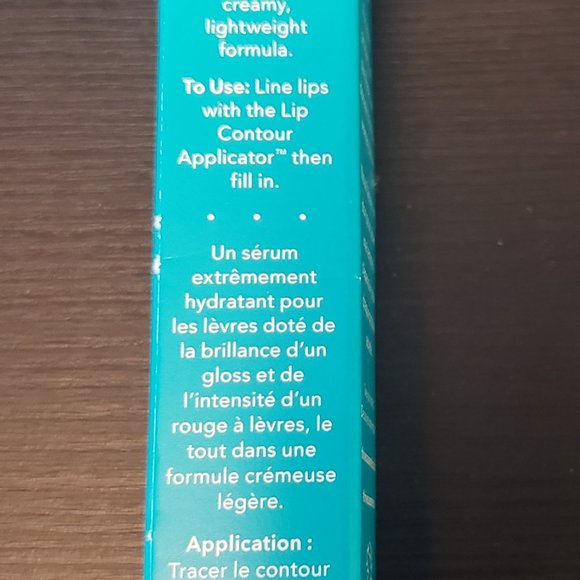 creamy,
lightweight
formula.
To Use: Line lips
with the Lip
Contour
Applicator™ then
fill in.
• • •
Un sérum
extrêmement
hydratant pour
les lèvres doté de
la brillance d'un
gloss et de
l'intensité d'un
rouge à lèvres, le
tout dans une
formule crémeuse
légère.
Application :
Tracer le contour